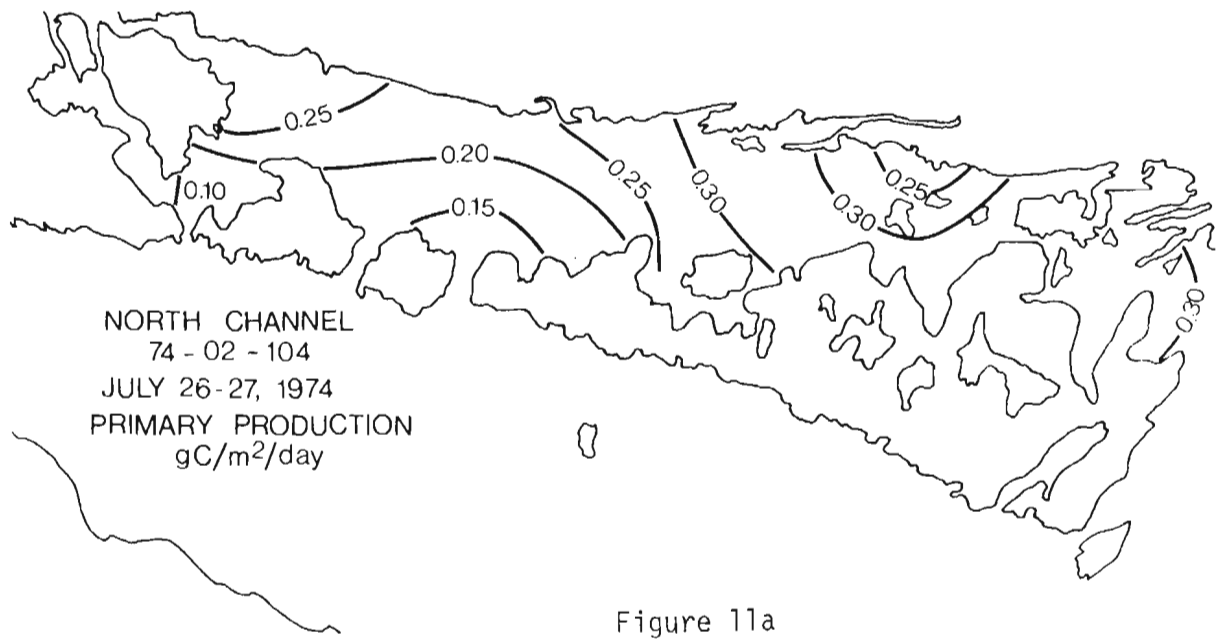 0.25
0.20
0.10
0.15
0.25
0.30
0.25
0.30
0.30
NORTH CHANNEL
74-02-104
JULY 26-27, 1974
PRIMARY PRODUCTION
gC/m²/day
Figure 11a